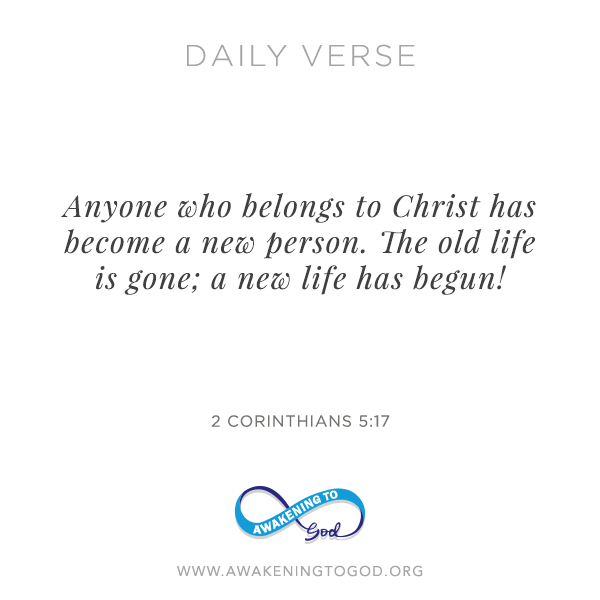 DAILY VERSE
Anyone who belongs to Christ has
become a new person. The old life
is gone; a new life has begun!
2 CORINTHIANS 5:17
AWAKENING TO
God
WWW.AWAKENINGTOGOD.ORG